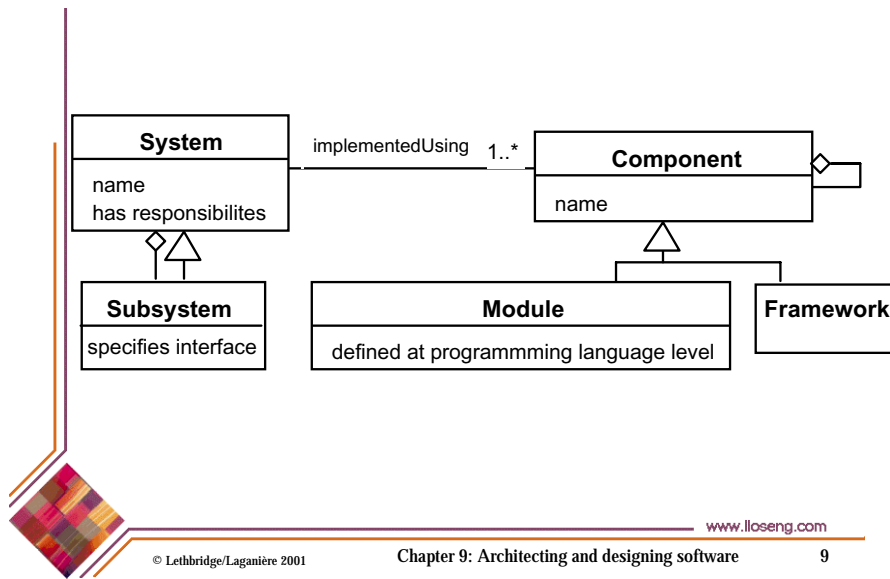 System
name
has responsibilites
implementedUsing 1..*
Component
name
Subsystem
specifies interface
Module
defined at programmming language level
Framework
www.lloseng.com
© Lethbridge/Laganière 2001 Chapter 9: Architecting and designing software 9